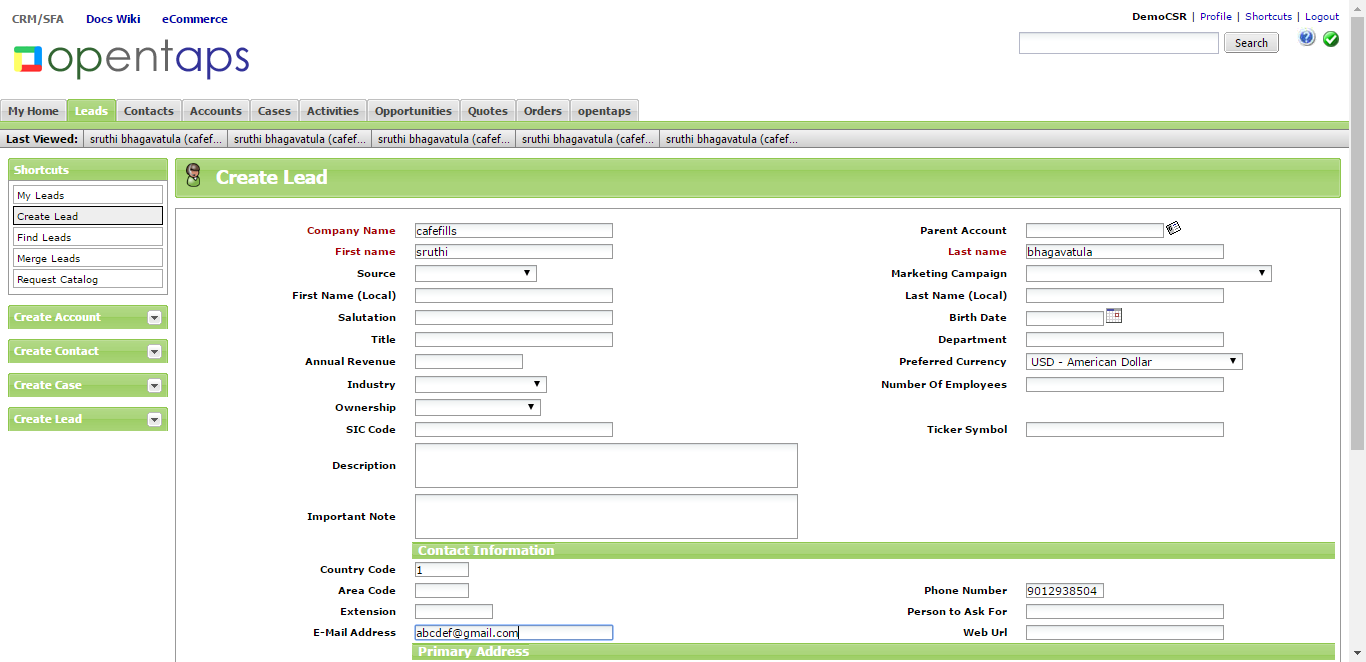 CRM/SFA Docs Wiki eCommerce
DemoCSR | Profile | Shortcuts | Logout
opentaps
Search
?
My Home Leads Contacts Accounts Cases Activities Opportunities Quotes Orders opentaps
Last Viewed: sruthi bhagavatula (cafef... sruthi bhagavatula (cafef... sruthi bhagavatula (cafef... sruthi bhagavatula (cafef... sruthi bhagavatula (cafef...
Shortcuts
My Leads
Create Lead
Find Leads
Merge Leads
Request Catalog
Create Account
Create Contact
Create Case
Create Lead
Create Lead
Company Name cafefills Parent Account
First name sruthi Last name bhagavatula
Source Marketing Campaign
First Name (Local) Last Name (Local)
Salutation Birth Date
Title Department
Annual Revenue Preferred Currency USD - American Dollar
Industry Number Of Employees
Ownership
SIC Code Ticker Symbol
Description
Important Note
Contact Information
Country Code 1
Area Code Phone Number 9012938504
Extension Person to Ask For
E-Mail Address abcdef@gmail.com Web Url
Primary Address